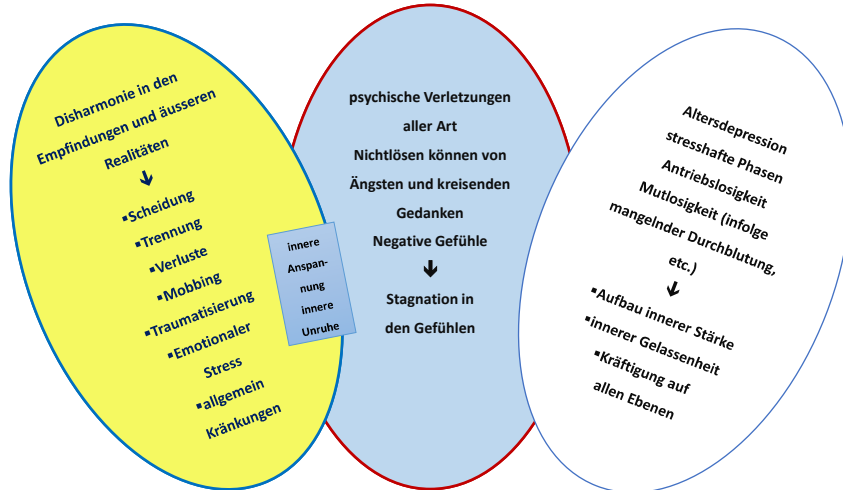 Disharmonie in den
Empfindungen und äusseren
Realitäten
▪Scheidung
▪Trennung
▪Verluste
▪Mobbing
▪Traumatisierung
▪Emotionaler
Stress
▪allgemein
Kränkungen
innere
Anspan-
nung
innere
Unruhe
psychische Verletzungen
aller Art
Nichtlösen können von
Ängsten und kreisenden
Gedanken
Negative Gefühle
Stagnation in
den Gefühlen
Altersdepression
stresshafte Phasen
Antriebslosigkeit
Mutlosigkeit (infolge
mangelnder Durchblutung,
etc.)
▪Aufbau innerer Stärke
▪innerer Gelassenheit
▪Kräftigung auf
allen Ebenen